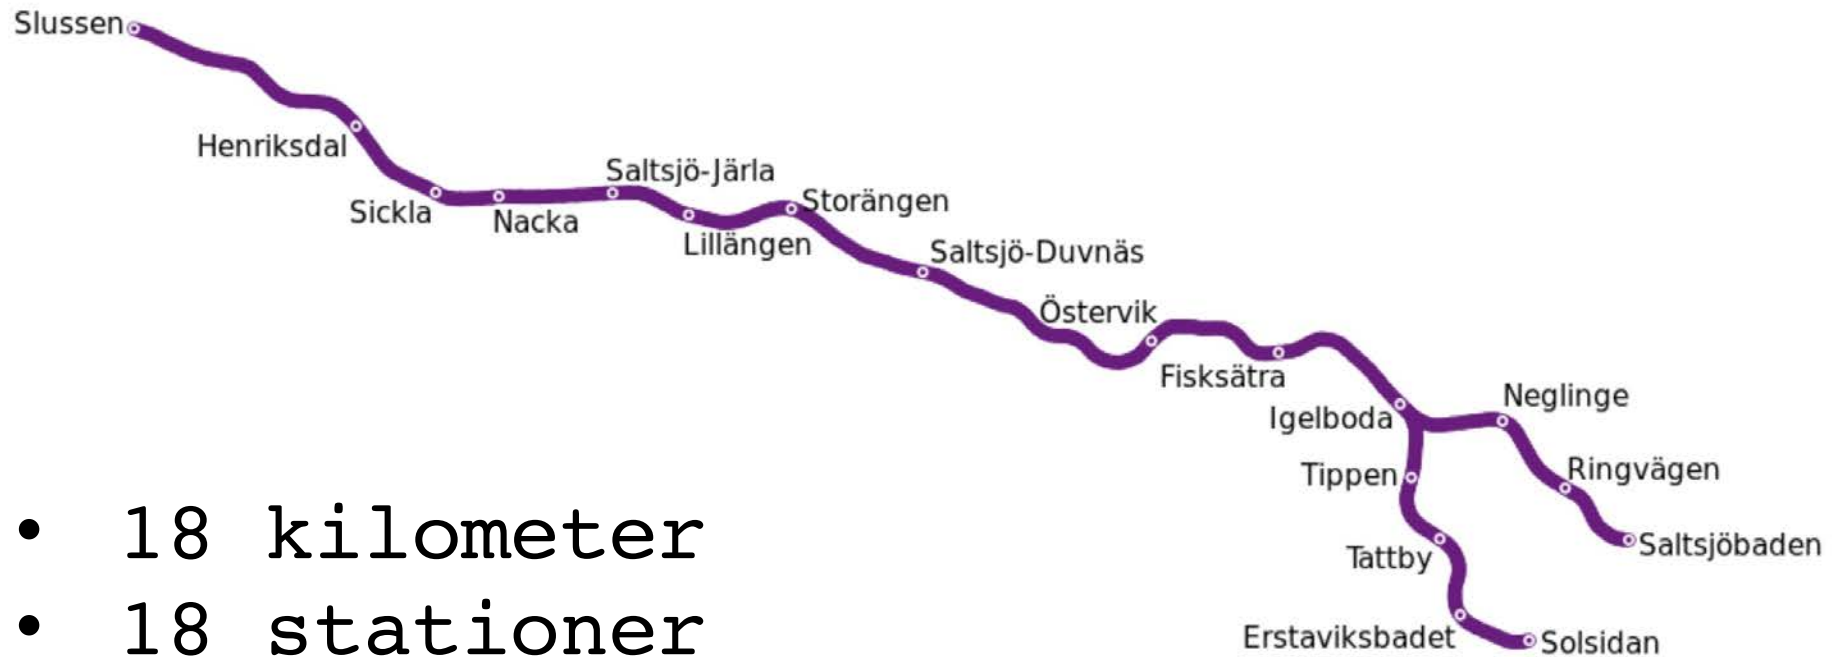 Slussen
Henriksdal
Sickla
Nacka
Saltsjö-Järla
Lillängen
Storängen
Saltsjö-Duvnäs
Östervik
Fisksätra
Igelboda
Neglinge
Ringvägen
Saltsjöbaden
Tippen
Tattby
Erstaviksbadet
Solsidan
• 18 kilometer
• 18 stationer